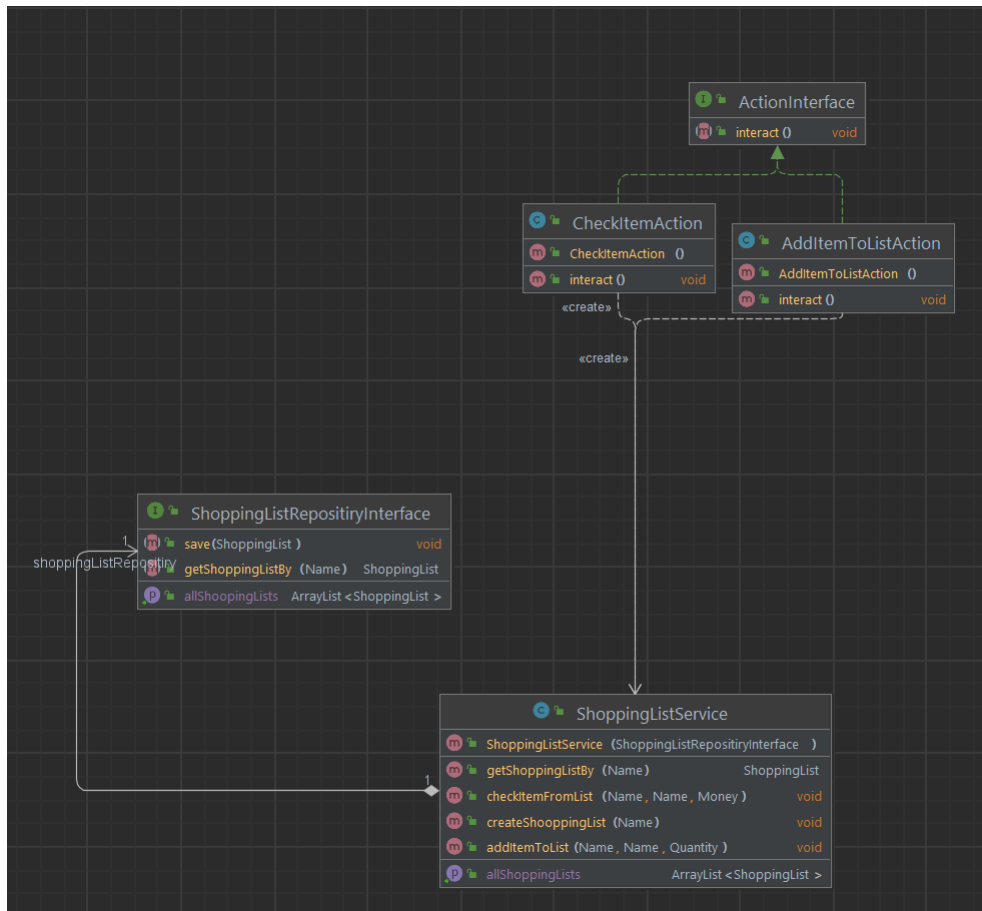 ActionInterface
interact () void
CheckItemAction
CheckItemAction ()
interact () void
AddItemToListAction
AddItemToListAction ()
interact () void
«create»
«create»
ShoppingListRepositiryInterface
save(ShoppingList ) void
getShoppingListBy (Name) ShoppingList
allShoopingLists ArrayList <ShoppingList >
1
shoppingListRepositiry
1
ShoppingListService
ShoppingListService (ShoppingListRepositiryInterface )
getShoppingListBy (Name) ShoppingList
checkItemFromList (Name, Name, Money ) void
createShooppingList (Name) void
addItemToList (Name, Name, Quantity ) void
allShoppingLists ArrayList <ShoppingList >